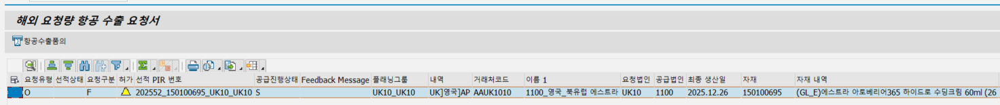 해외 요청량 항공 수출 요청서
항공수출품의
요청유형 선적상태 요청구분 허가 선적 PIR 번호 공급진행상태 Feedback Message 플래닝그룹 내역 거래처코드 이름 1 요청법인 공급법인 최종 생산일 자재 자재 내역
O F 202552_150100695_UK10_UK10 S UK10_UK10 UK]영국]AP AAUK1010 1100_영국_북유럽 에스트라 UK10 1100 2025.12.26 150100695 (GL_E)에스트라 아토베리어365 하이드로 수딩크림 60ml (26